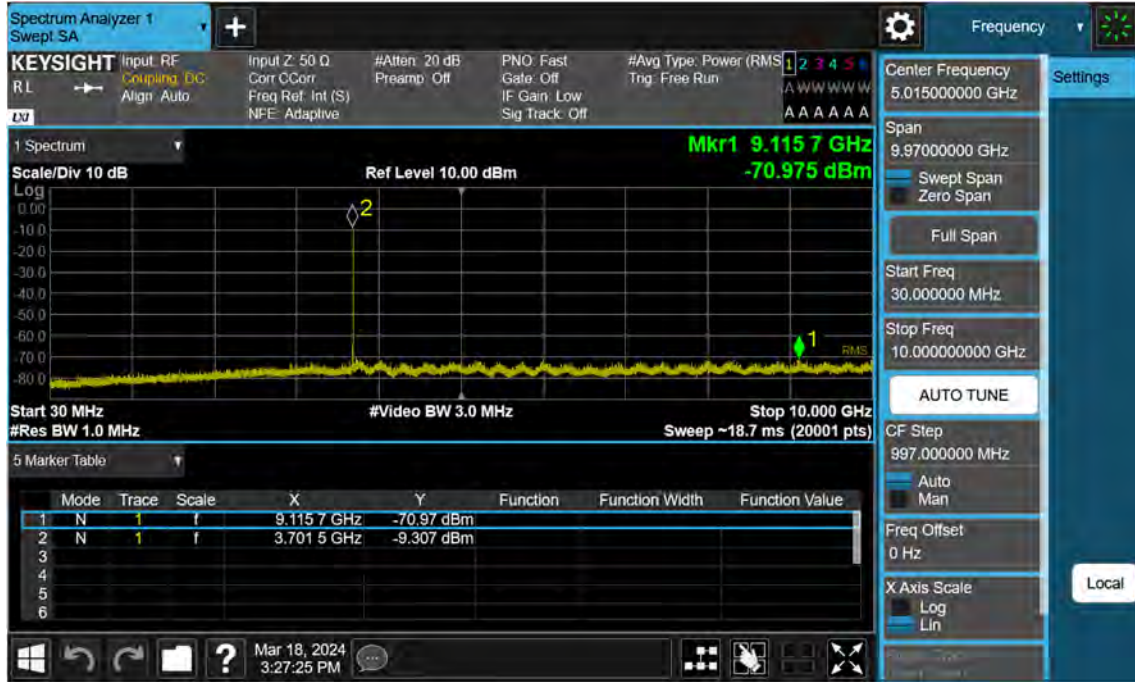 Spectrum Analyzer 1
Swept SA
Frequency
KEYSIGHT
RL
LXI
Input: RF
Coupling: DC
Align: Auto
Input Z: 50 Ω
Corr CCorr
Freq Ref: Int (S)
NFE: Adaptive
#Atten: 20 dB
Preamp: Off
PNO: Fast
Gate: Off
IF Gain: Low
Sig Track: Off
#Avg Type: Power (RMS
Trig: Free Run
1 2 3 4 5 6
A W W W W W
A A A A A A
1 Spectrum
Mkr1 9.115 7 GHz
Scale/Div 10 dB
Ref Level 10.00 dBm
-70.975 dBm
Log
0.00
-10.0
-20.0
-30.0
-40.0
-50.0
-60.0
-70.0
-80.0
2
1
RMS
Start 30 MHz
#Video BW 3.0 MHz
Stop 10.000 GHz
#Res BW 1.0 MHz
Sweep ~18.7 ms (20001 pts)
5 Marker Table
Mode Trace Scale X Y Function Function Width Function Value
1 N 1 f 9.115 7 GHz -70.97 dBm
2 N 1 f 3.701 5 GHz -9.307 dBm
3
4
5
6
?
Mar 18, 2024
3:27:25 PM
Center Frequency
5.015000000 GHz
Settings
Span
9.97000000 GHz
Swept Span
Zero Span
Full Span
Start Freq
30.000000 MHz
Stop Freq
10.000000000 GHz
AUTO TUNE
CF Step
997.000000 MHz
Auto
Man
Freq Offset
0 Hz
X Axis Scale
Log
Lin
Local